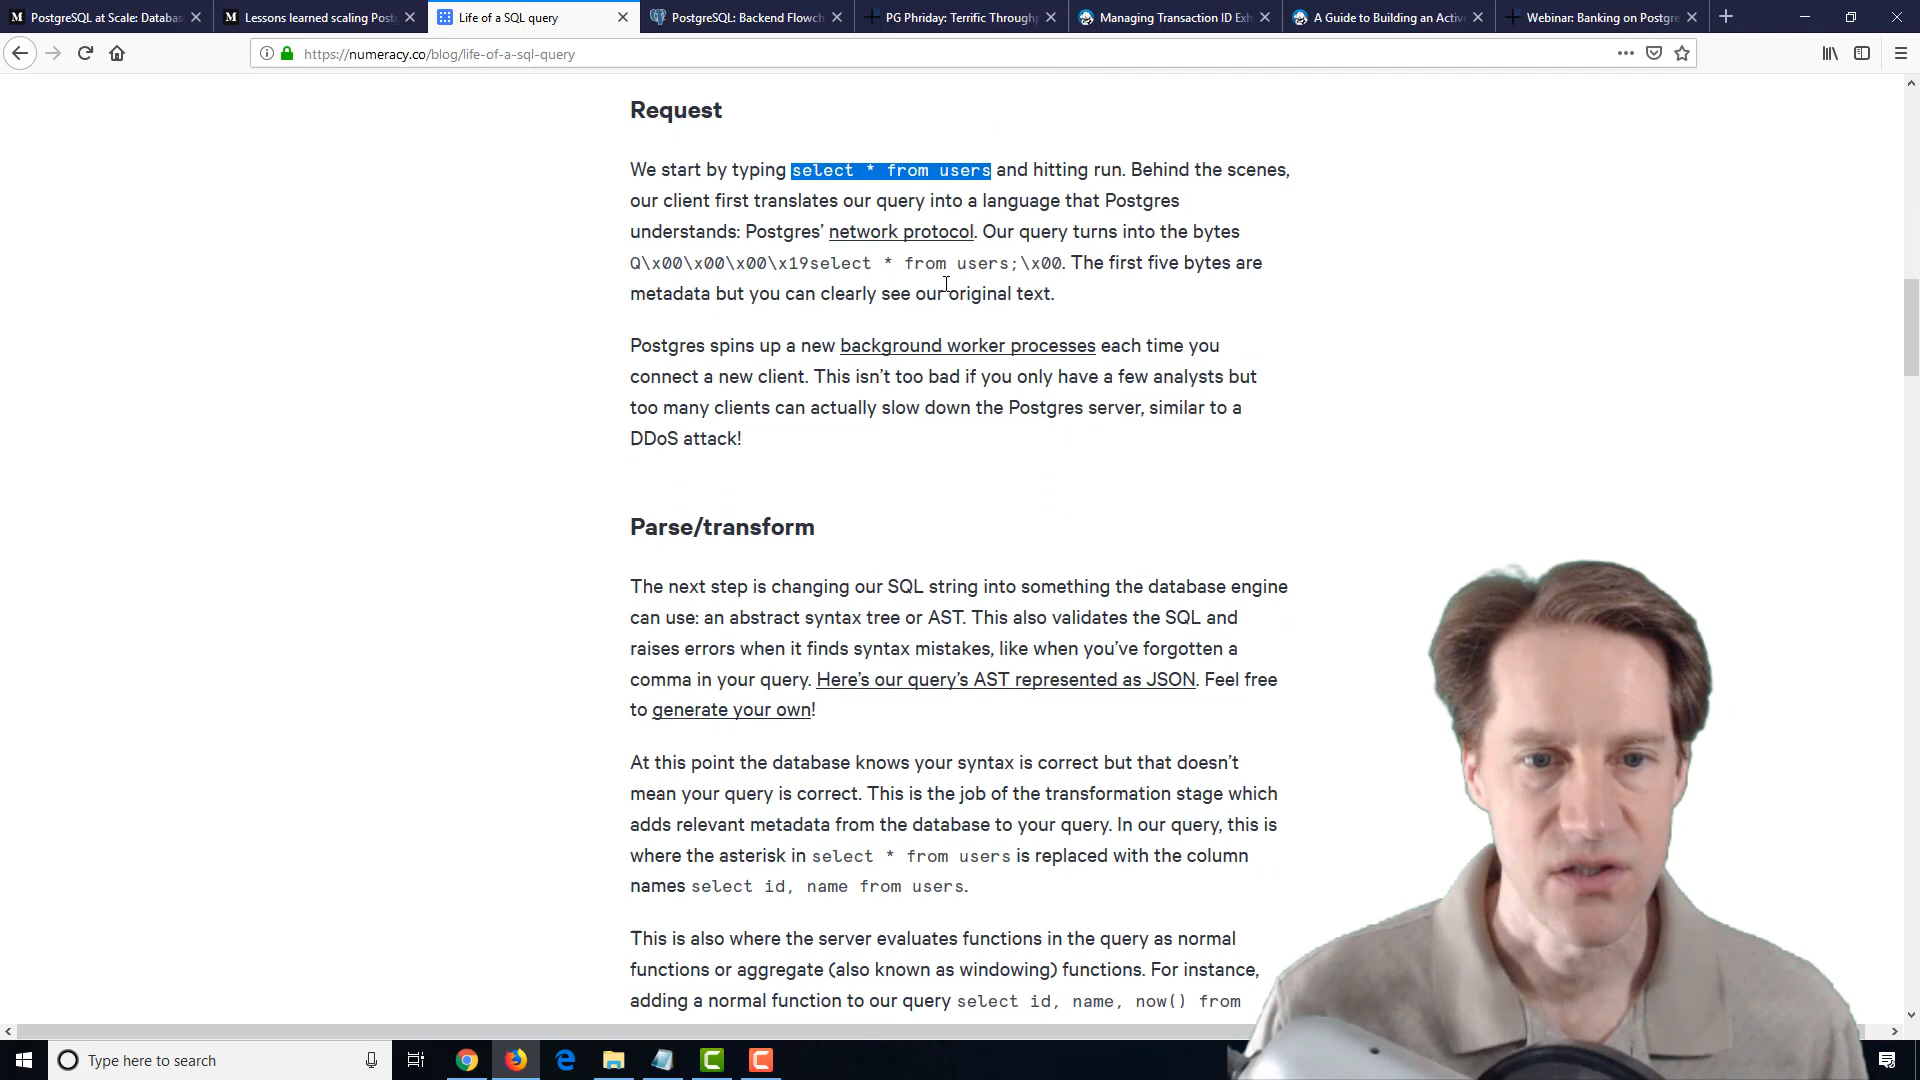 PostgreSQL at Scale: Databas
Lessons learned scaling Postg
Life of a SQL query
PostgreSQL: Backend Flowch
PG Phriday: Terrific Through
Managing Transaction ID Exh
A Guide to Building an Activ
Webinar: Banking on Postgre
https://numeracy.co/blog/life-of-a-sql-query
Request
We start by typing select * from users and hitting run. Behind the scenes,
our client first translates our query into a language that Postgres
understands: Postgres’ network protocol. Our query turns into the bytes
Q\x00\x00\x00\x19select * from users;\x00. The first five bytes are
metadata but you can clearly see our original text.
Postgres spins up a new background worker processes each time you
connect a new client. This isn’t too bad if you only have a few analysts but
too many clients can actually slow down the Postgres server, similar to a
DDoS attack!
Parse/transform
The next step is changing our SQL string into something the database engine
can use: an abstract syntax tree or AST. This also validates the SQL and
raises errors when it finds syntax mistakes, like when you’ve forgotten a
comma in your query. Here’s our query’s AST represented as JSON. Feel free
to generate your own!
At this point the database knows your syntax is correct but that doesn’t
mean your query is correct. This is the job of the transformation stage which
adds relevant metadata from the database to your query. In our query, this is
where the asterisk in select * from users is replaced with the column
names select id, name from users.
This is also where the server evaluates functions in the query as normal
functions or aggregate (also known as windowing) functions. For instance,
adding a normal function to our query select id, name, now() from
Type here to search